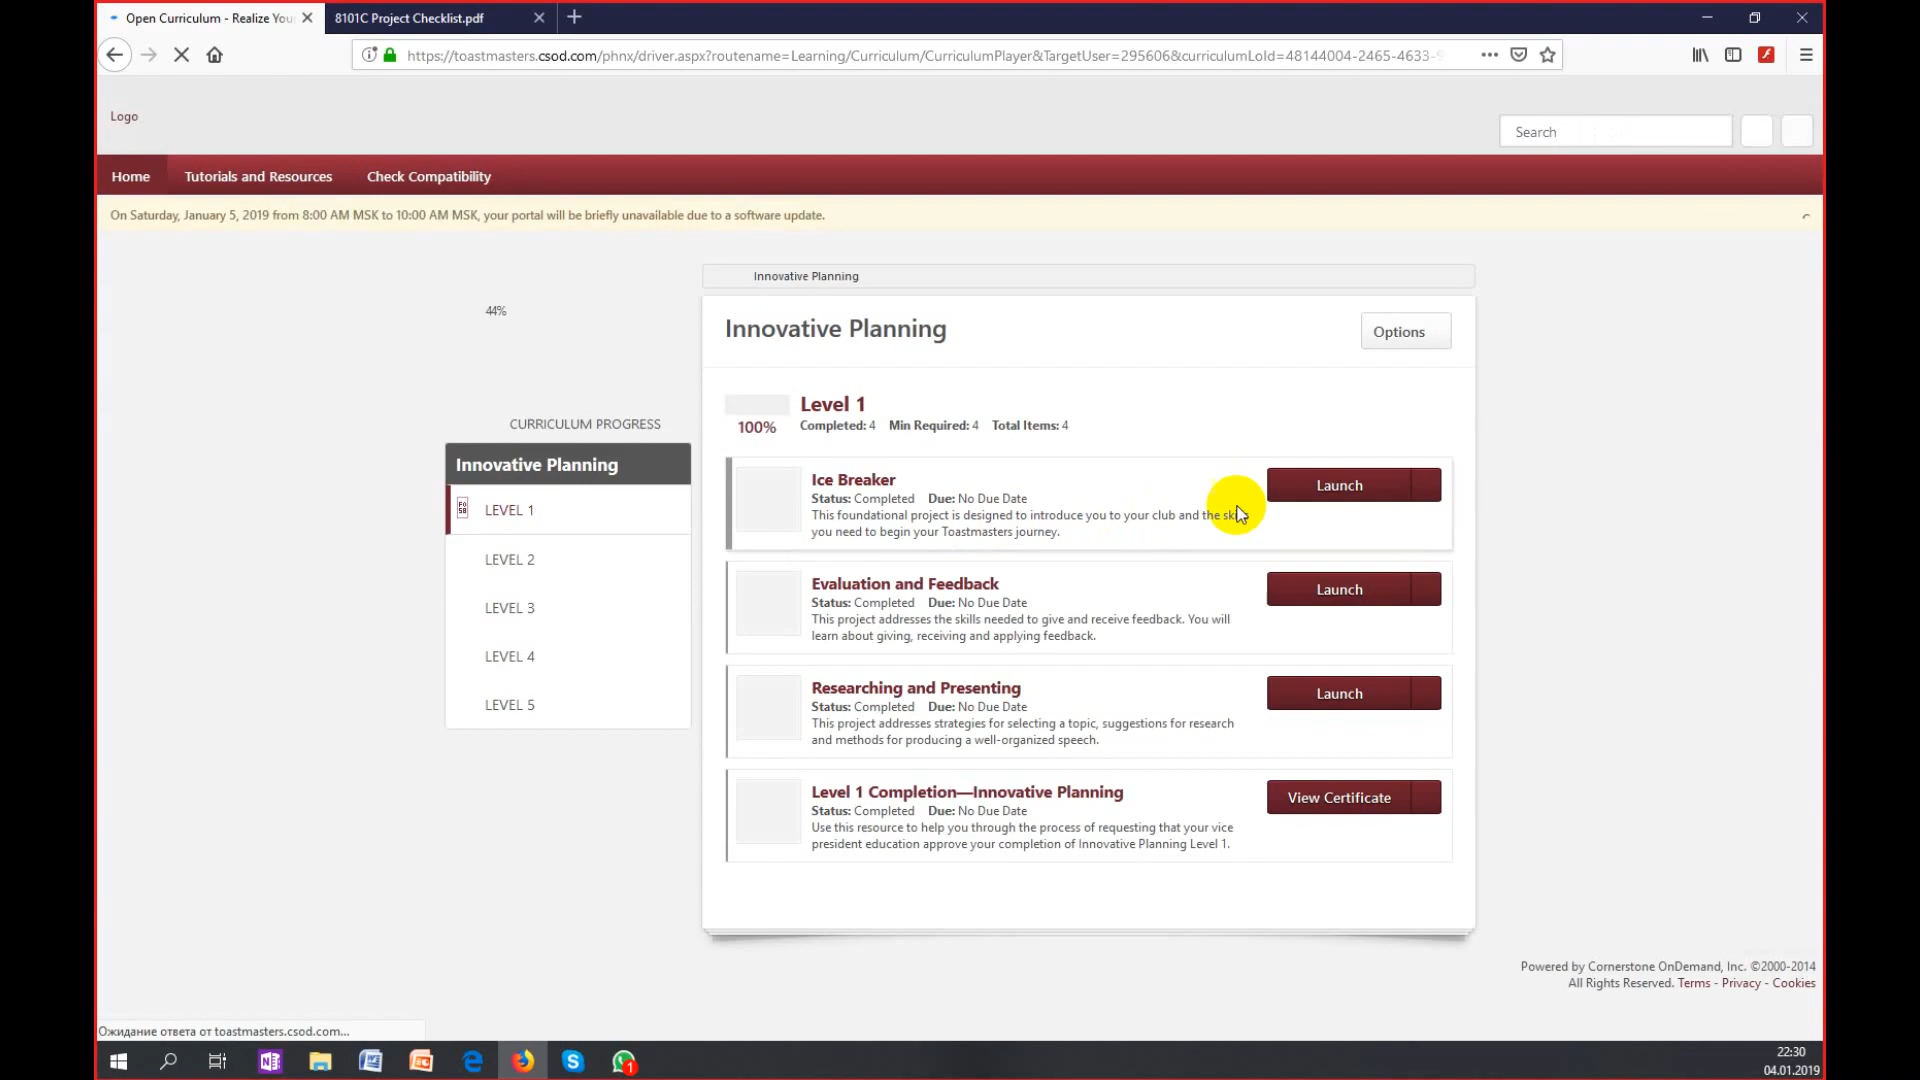 Open Curriculum - Realize You
8101C Project Checklist.pdf
https://toastmasters.csod.com/phnx/driver.aspx?routename=Learning/Curriculum/CurriculumPlayer&TargetUser=295606&curriculumLoId=48144004-2465-4633-9
Logo
Search
Home
Tutorials and Resources
Check Compatibility
On Saturday, January 5, 2019 from 8:00 AM MSK to 10:00 AM MSK, your portal will be briefly unavailable due to a software update.
Innovative Planning
44%
CURRICULUM PROGRESS
Innovative Planning
LEVEL 1
LEVEL 2
LEVEL 3
LEVEL 4
LEVEL 5
Innovative Planning
Options
Level 1
100%
Completed: 4 Min Required: 4 Total Items: 4
Ice Breaker
Status: Completed Due: No Due Date
This foundational project is designed to introduce you to your club and the skills
you need to begin your Toastmasters journey.
Launch
Evaluation and Feedback
Status: Completed Due: No Due Date
This project addresses the skills needed to give and receive feedback. You will
learn about giving, receiving and applying feedback.
Launch
Researching and Presenting
Status: Completed Due: No Due Date
This project addresses strategies for selecting a topic, suggestions for research
and methods for producing a well-organized speech.
Launch
Level 1 Completion—Innovative Planning
Status: Completed Due: No Due Date
Use this resource to help you through the process of requesting that your vice
president education approve your completion of Innovative Planning Level 1.
View Certificate
Powered by Cornerstone OnDemand, Inc. ©2000-2014
All Rights Reserved. Terms - Privacy - Cookies
Ожидание ответа от toastmasters.csod.com...
1
22:30
04.01.2019